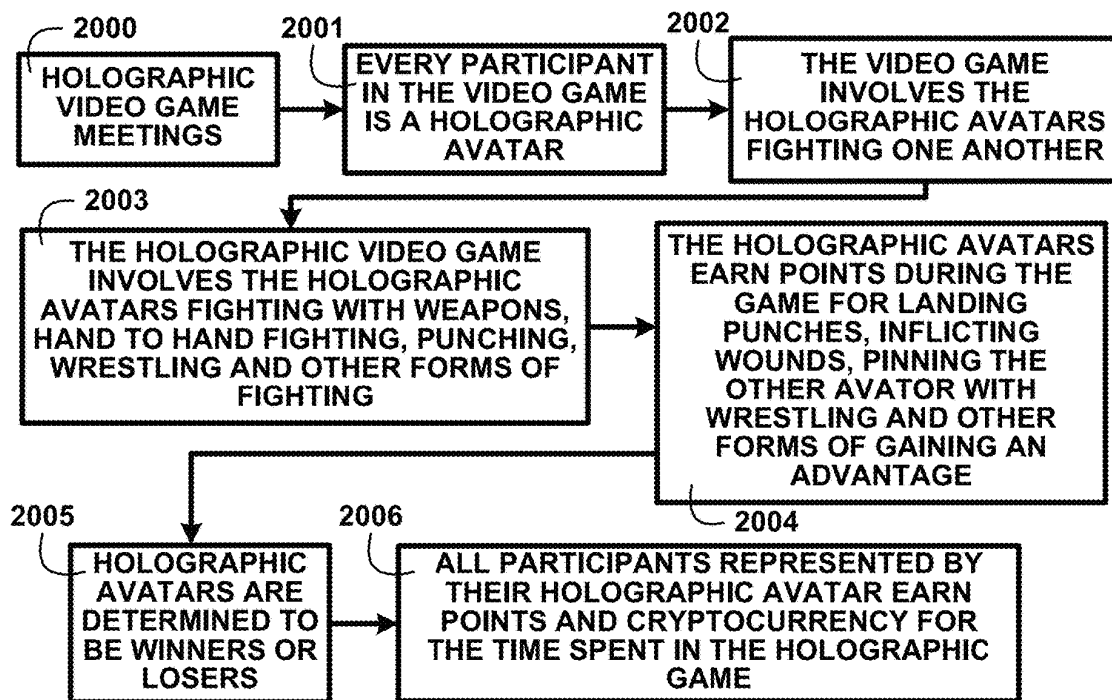 2000
HOLOGRAPHIC
VIDEO GAME
MEETINGS
2001
EVERY PARTICIPANT
IN THE VIDEO GAME
IS A HOLOGRAPHIC
AVATAR
2002
THE VIDEO GAME
INVOLVES THE
HOLOGRAPHIC AVATARS
FIGHTING ONE ANOTHER
2003
THE HOLOGRAPHIC VIDEO GAME
INVOLVES THE HOLOGRAPHIC
AVATARS FIGHTING WITH WEAPONS,
HAND TO HAND FIGHTING, PUNCHING,
WRESTLING AND OTHER FORMS OF
FIGHTING
THE HOLOGRAPHIC AVATARS
EARN POINTS DURING THE
GAME FOR LANDING
PUNCHES, INFLICTING
WOUNDS, PINNING THE
OTHER AVATOR WITH
WRESTLING AND OTHER
FORMS OF GAINING AN
ADVANTAGE
2004
2005
HOLOGRAPHIC
AVATARS ARE
DETERMINED TO
BE WINNERS OR
LOSERS
2006
ALL PARTICIPANTS REPRESENTED BY
THEIR HOLOGRAPHIC AVATAR EARN
POINTS AND CRYPTOCURRENCY FOR
THE TIME SPENT IN THE HOLOGRAPHIC
GAME